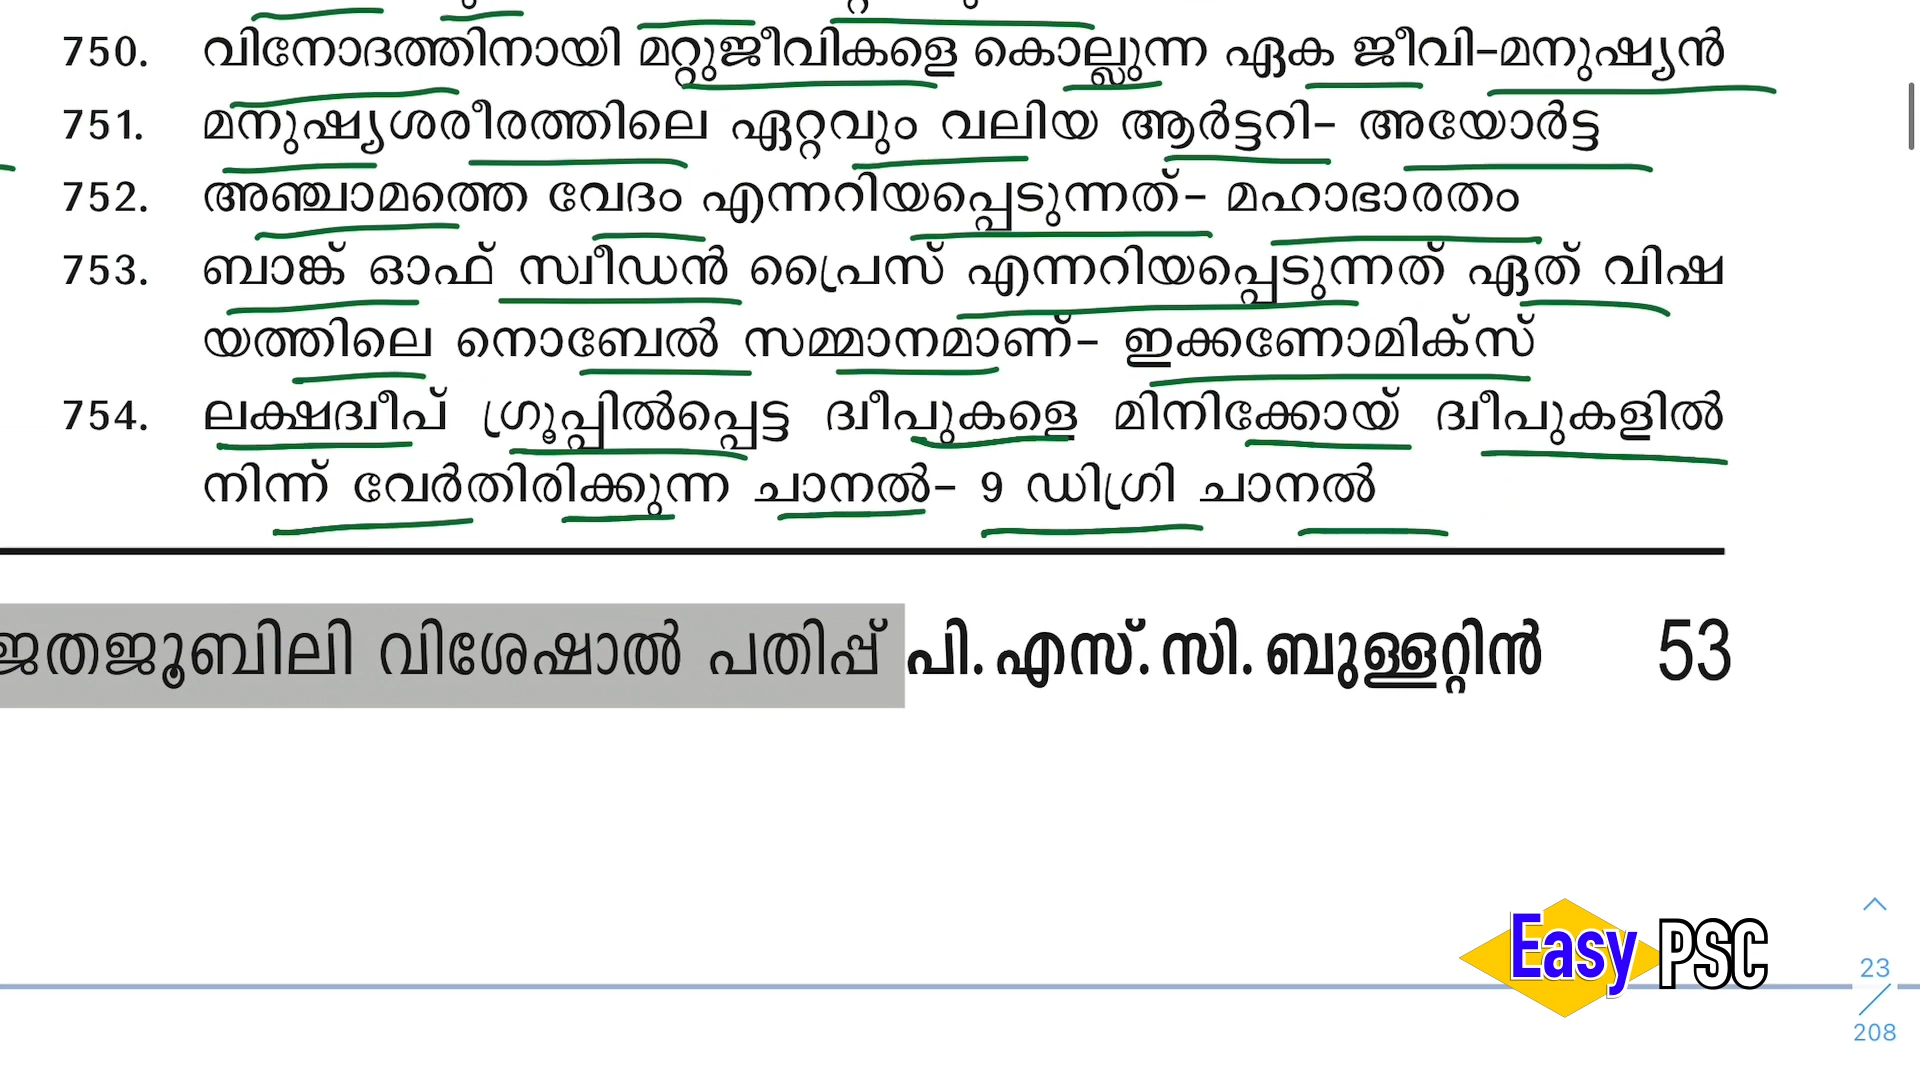 750. വിനോദത്തിനായി മറ്റുജീവികളെ കൊല്ലുന്ന ഏക ജീവി-മനുഷ്യൻ
751. മനുഷ്യശരീരത്തിലെ ഏറ്റവും വലിയ ആർട്ടറി- അയോർട്ട
752. അഞ്ചാമത്തെ വേദം എന്നറിയപ്പെടുന്നത്- മഹാഭാരതം
753. ബാങ്ക് ഓഫ് സ്വീഡൻ പ്രൈസ് എന്നറിയപ്പെടുന്നത് ഏത് വിഷ
യത്തിലെ നൊബേൽ സമ്മാനമാണ്- ഇക്കണോമിക്സ്
754. ലക്ഷദ്വീപ് ഗ്രൂപ്പിൽപ്പെട്ട ദ്വീപുകളെ മിനിക്കോയ് ദ്വീപുകളിൽ
നിന്ന് വേർതിരിക്കുന്ന ചാനൽ- 9 ഡിഗ്രി ചാനൽ
ജതജൂബിലി വിശേഷാൽ പതിപ്പ് പി.എസ്.സി.ബുള്ളറ്റിൻ 53
Easy PSC
23
208